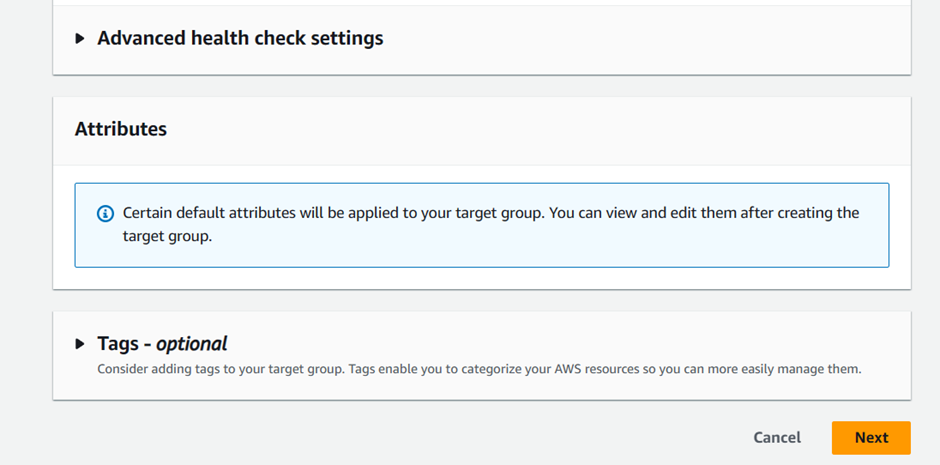 Advanced health check settings
Attributes
Certain default attributes will be applied to your target group. You can view and edit them after creating the
target group.
Tags - optional
Consider adding tags to your target group. Tags enable you to categorize your AWS resources so you can more easily manage them.
Cancel Next